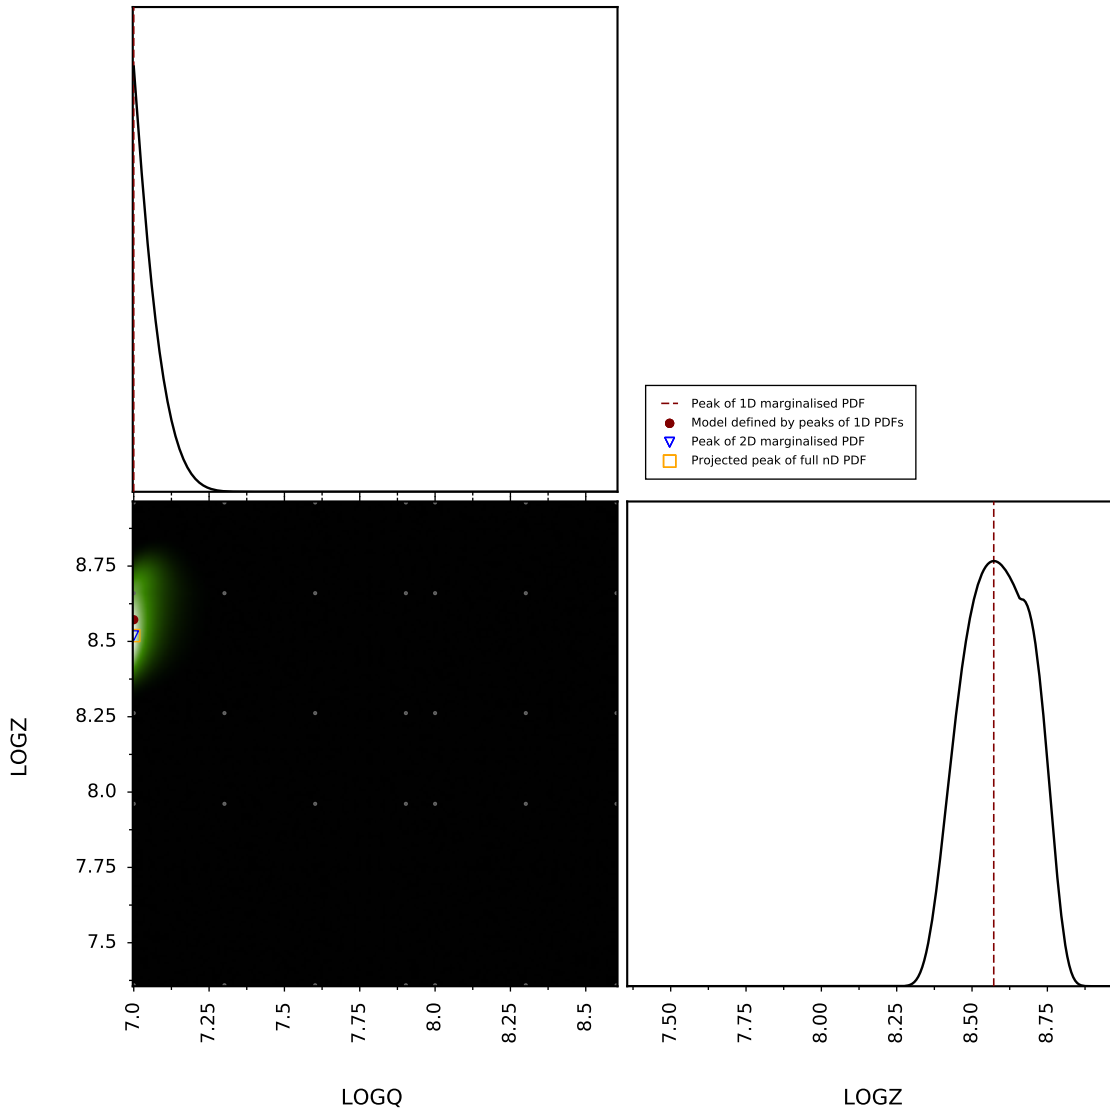 Peak of 1D marginalised PDF
Model defined by peaks of 1D PDFs
Peak of 2D marginalised PDF
Projected peak of full nD PDF
8.75
8.5
8.25
8.0
7.75
7.5
LOGZ
7.0 7.25 7.5 7.75 8.0 8.25 8.5
7.50 7.75 8.00 8.25 8.50 8.75
LOGQ
LOGZ